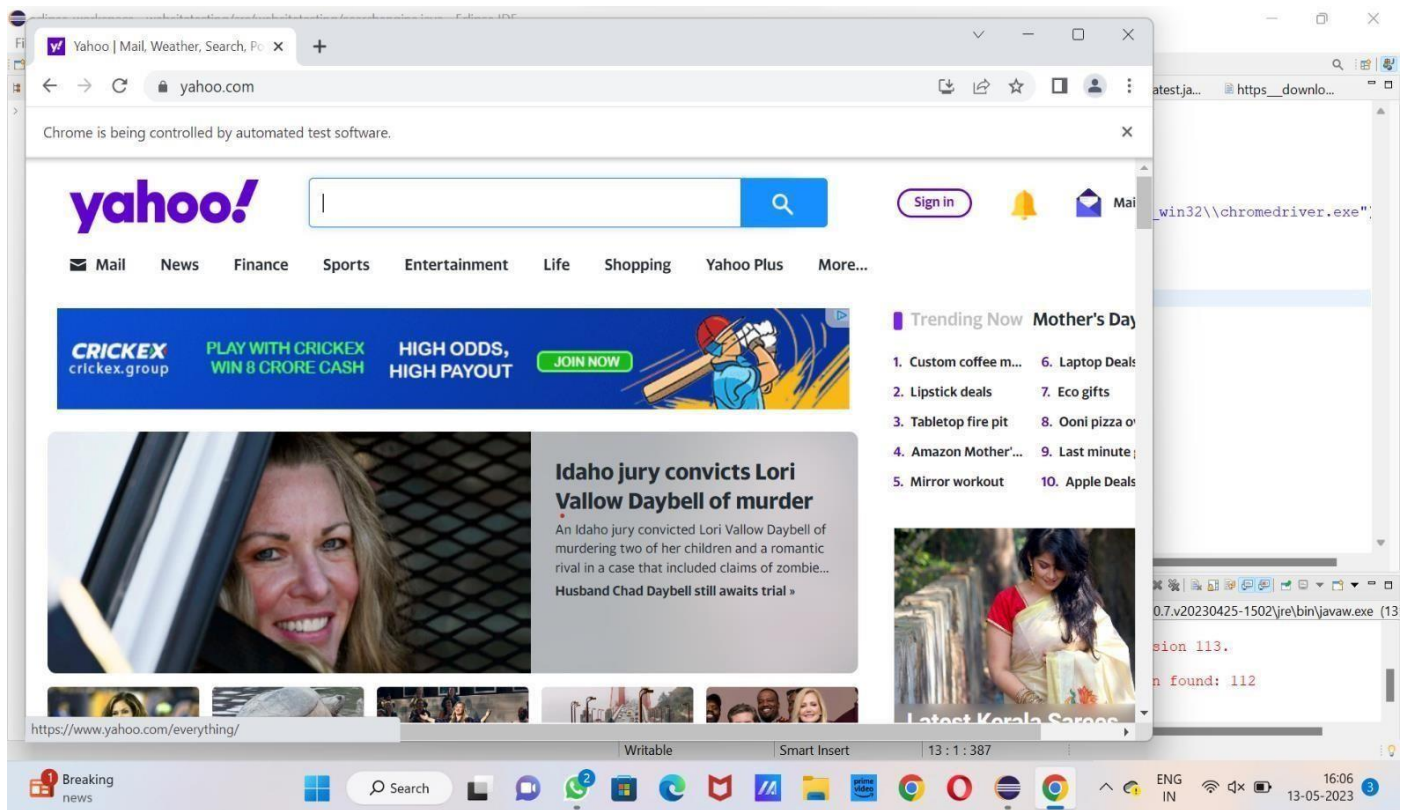 Yahoo | Mail, Weather, Search, Po
yahoo.com
atest.ja...
https__downlo...
Chrome is being controlled by automated test software.
yahoo!
Sign in
Mai
_win32\\chromedriver.exe")
Mail News Finance Sports Entertainment Life Shopping Yahoo Plus More...
CRICKEX
crickex.group
PLAY WITH CRICKEX
WIN 8 CRORE CASH
HIGH ODDS,
HIGH PAYOUT
JOIN NOW
Trending Now Mother's Day
1. Custom coffee m... 6. Laptop Deals
2. Lipstick deals 7. Eco gifts
3. Tabletop fire pit 8. Ooni pizza o
4. Amazon Mother'... 9. Last minute
5. Mirror workout 10. Apple Deals
Idaho jury convicts Lori
Vallow Daybell of murder
An Idaho jury convicted Lori Vallow Daybell of
murdering two of her children and a romantic
rival in a case that included claims of zombie...
Husband Chad Daybell still awaits trial »
Latest Kerala Sarees
0.7.v20230425-1502\jre\bin\javaw.exe (13
sion 113.
n found: 112
https://www.yahoo.com/everything/
Writable Smart Insert 13 : 1 : 387
1
Breaking
news
Search
2
prime
video
ENG
IN
16:06
13-05-2023
3